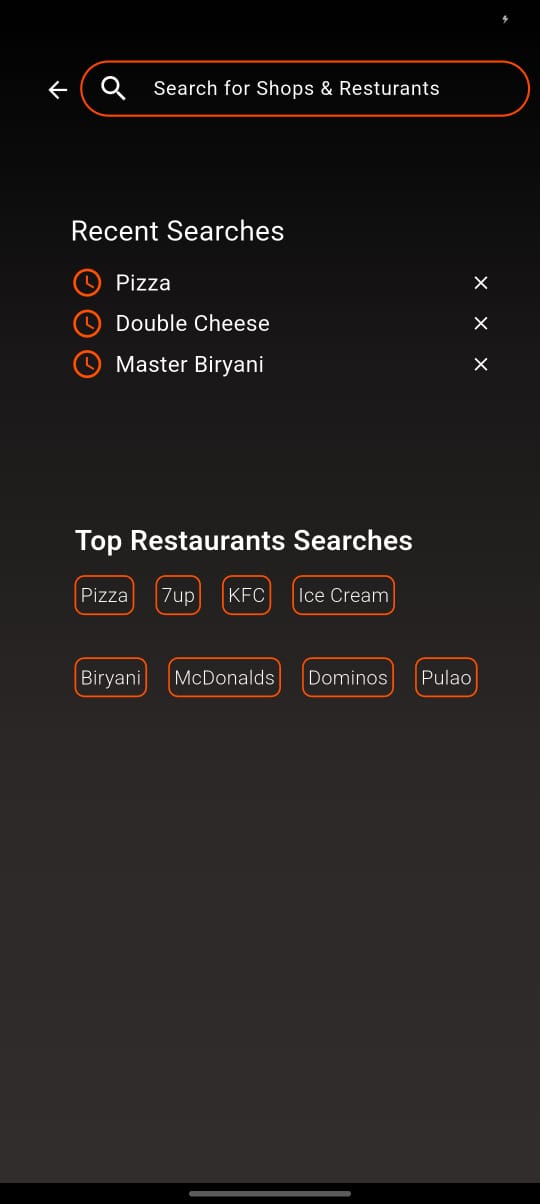 Search for Shops & Resturants
Recent Searches
Pizza
Double Cheese
Master Biryani
Top Restaurants Searches
Pizza 7up KFC Ice Cream
Biryani McDonalds Dominos Pulao